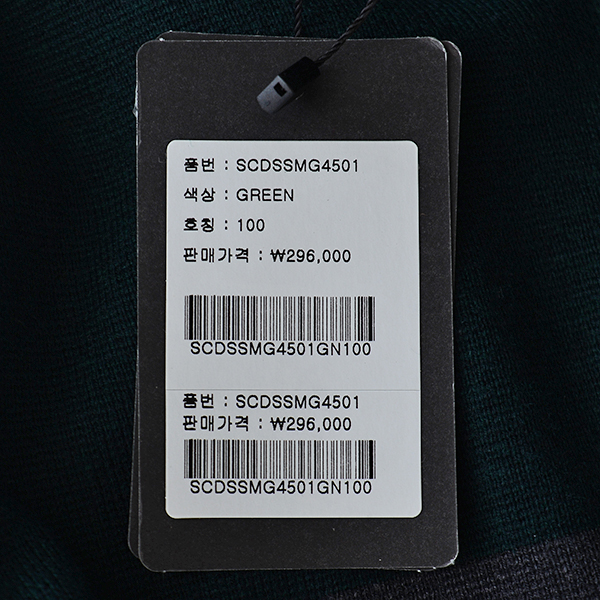 품번 : SCDSSMG4501
색상 : GREEN
호칭 : 100
판매가격 : ₩296,000
SCDSSMG4501GN100
품번 : SCDSSMG4501
판매가격 : ₩296,000
SCDSSMG4501GN100